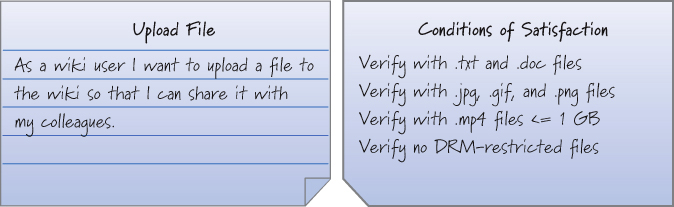 Upload File
As a wiki user I want to upload a file to
the wiki so that I can share it with
my colleagues.
Conditions of Satisfaction
Verify with .txt and .doc files
Verify with .jpg, .gif, and .png files
Verify with .mp4 files <= 1 GB
Verify no DRM-restricted files